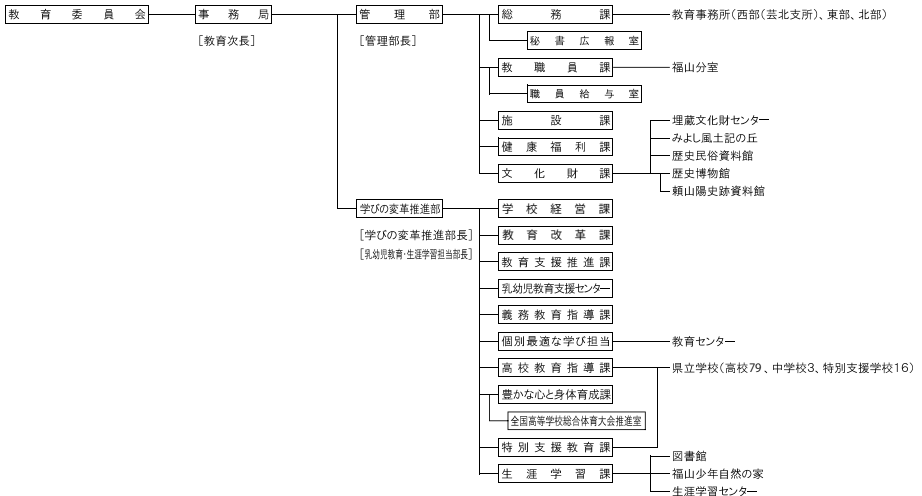 教育委員会
事務局
[教育次長]
管理部
[管理部長]
総務課
教育事務所(西部(芸北支所)、東部、北部)
秘書広報室
教職員課
福山分室
職員給与室
施設課
健康福利課
文化財課
埋蔵文化財センター
みよし風土記の丘
歴史民俗資料館
歴史博物館
頼山陽史跡資料館
学びの変革推進部
[学びの変革推進部長]
[乳幼児教育・生涯学習担当部長]
学校経営課
教育改革課
教育支援推進課
乳幼児教育支援センター
義務教育指導課
個別最適な学び担当
教育センター
高校教育指導課
県立学校(高校79、中学校3、特別支援学校16)
豊かな心と身体育成課
全国高等学校総合体育大会推進室
特別支援教育課
生涯学習課
図書館
福山少年自然の家
生涯学習センター